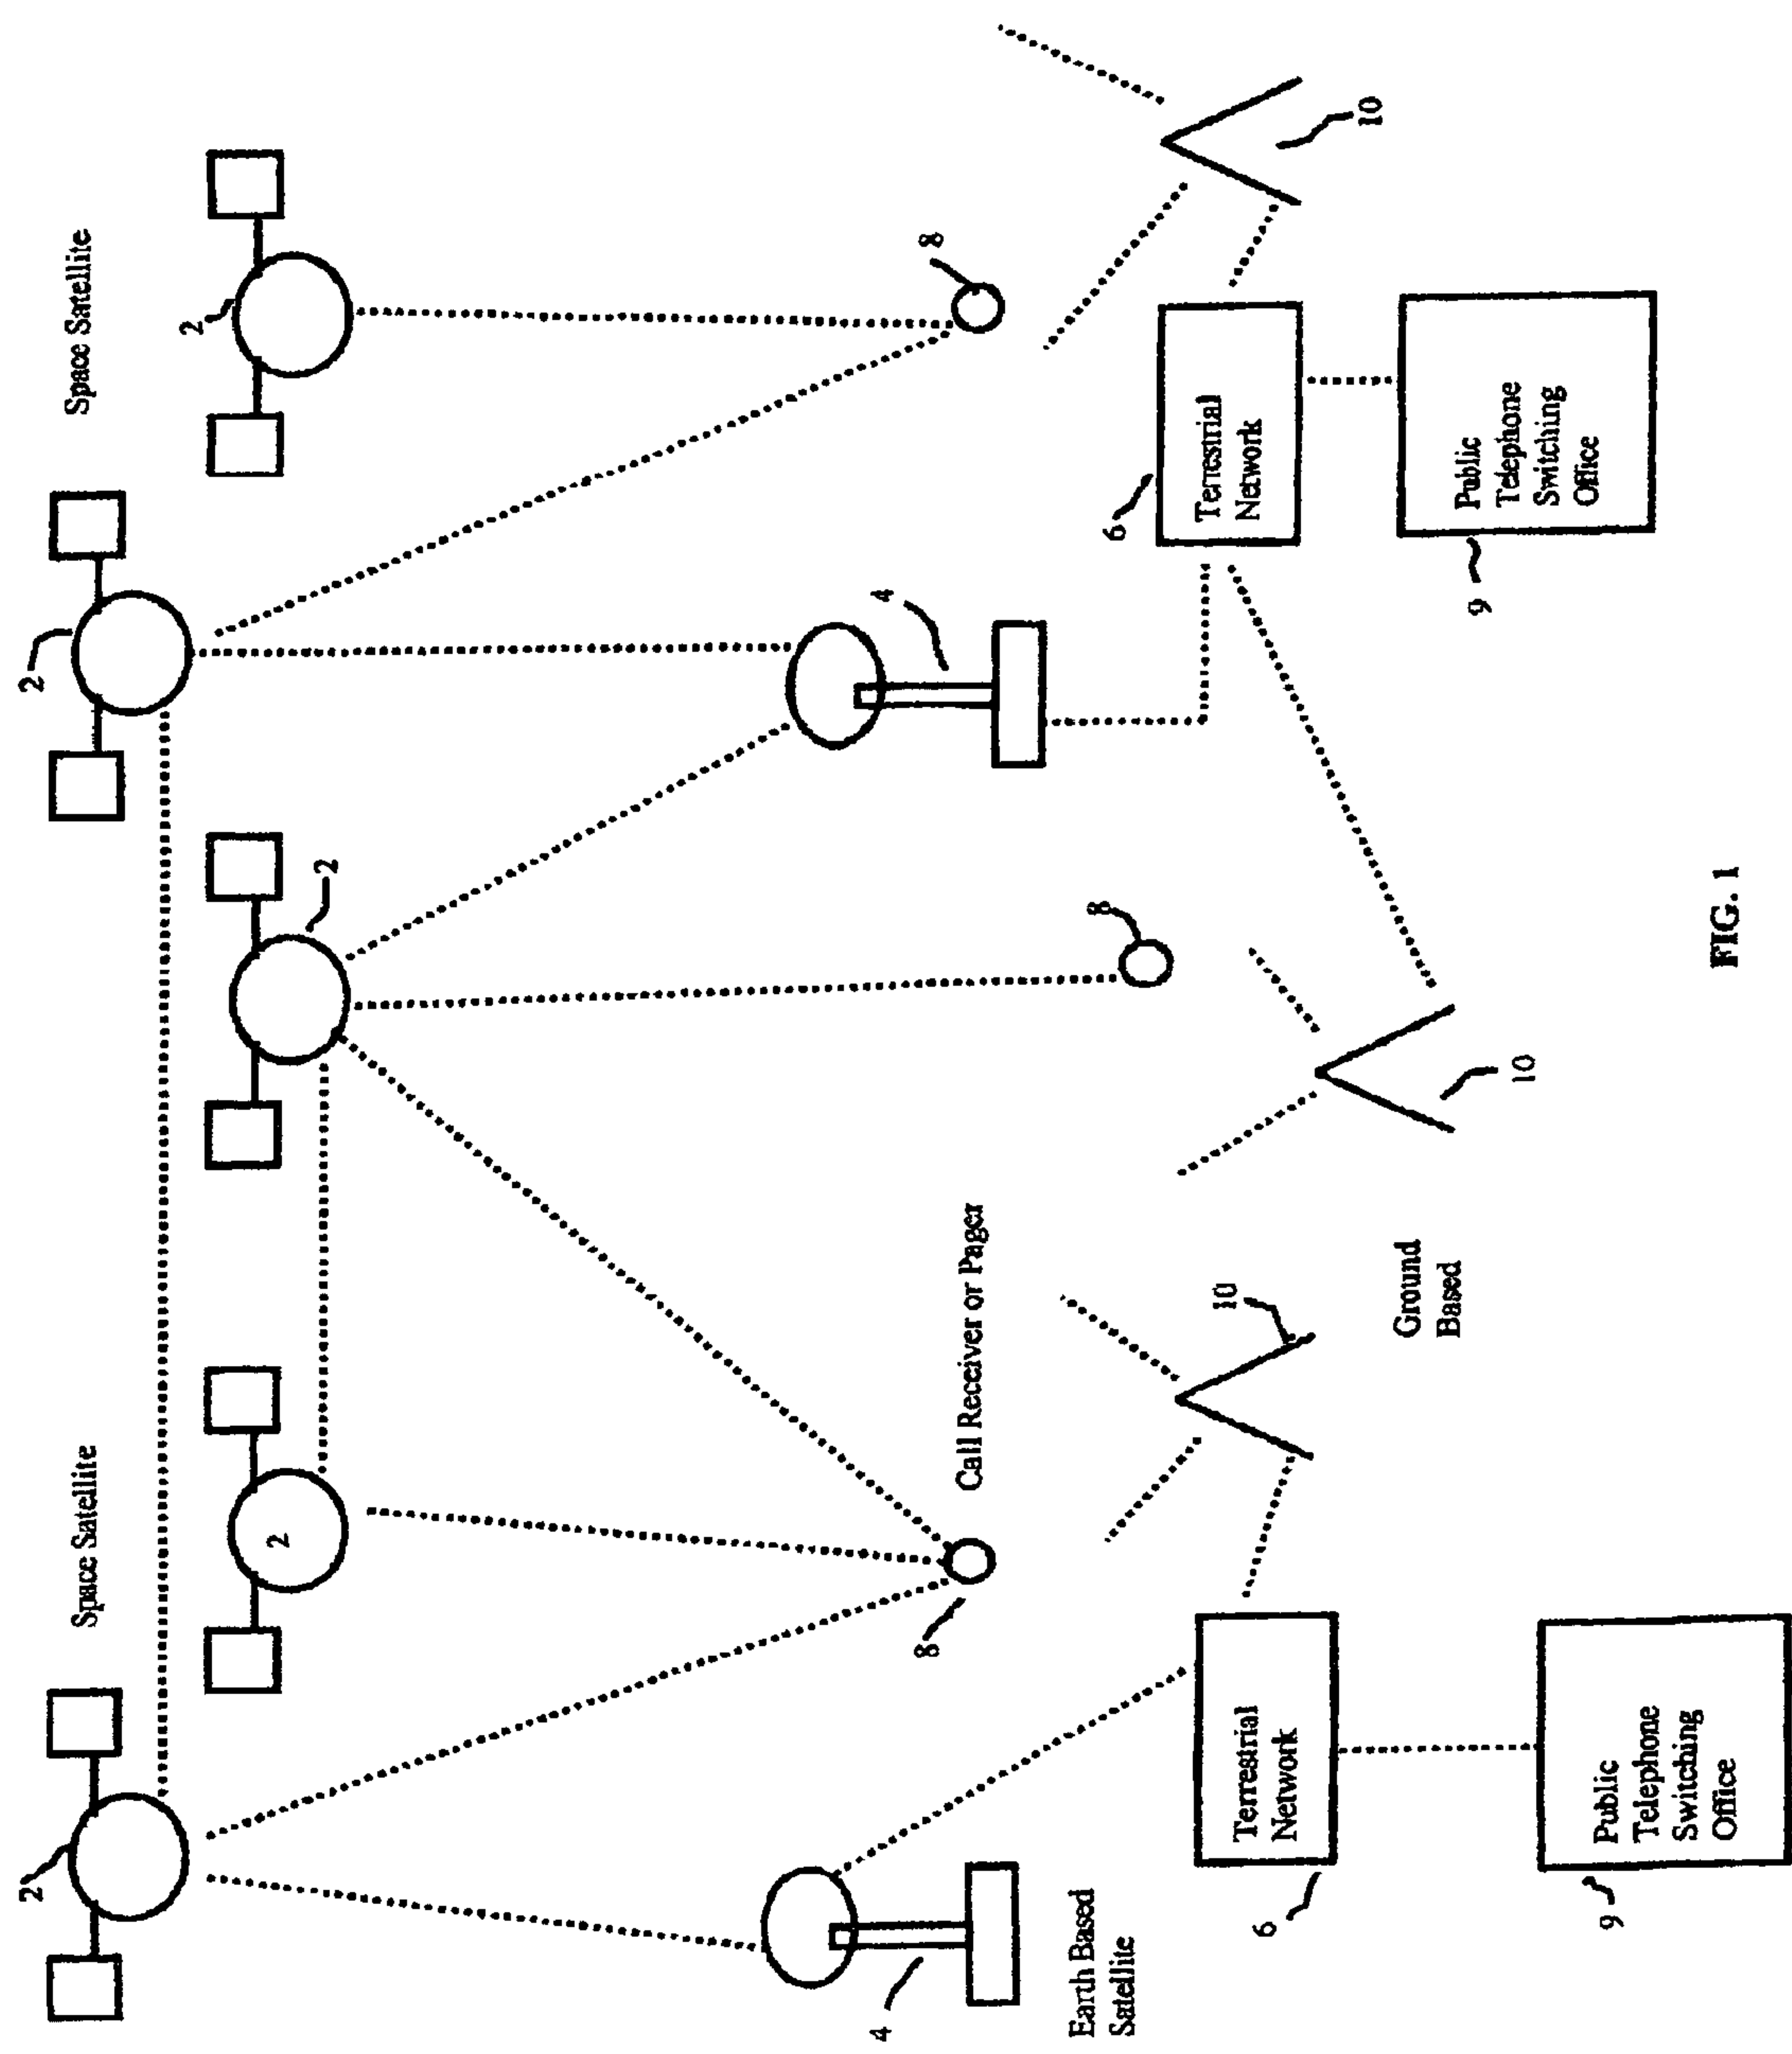 2
2
Space Satellite
Space Satellite
2
2
2
4
4
8
8
Call Receiver or Pager
Earth Based
Satellite
8
6
Terrestrial
Network
10
Terrestrial
Network
6
10
Ground
Based
Public
Telephone
Switching
Office
9
10
Public
Telephone
Switching
Office
9
FIG. 1